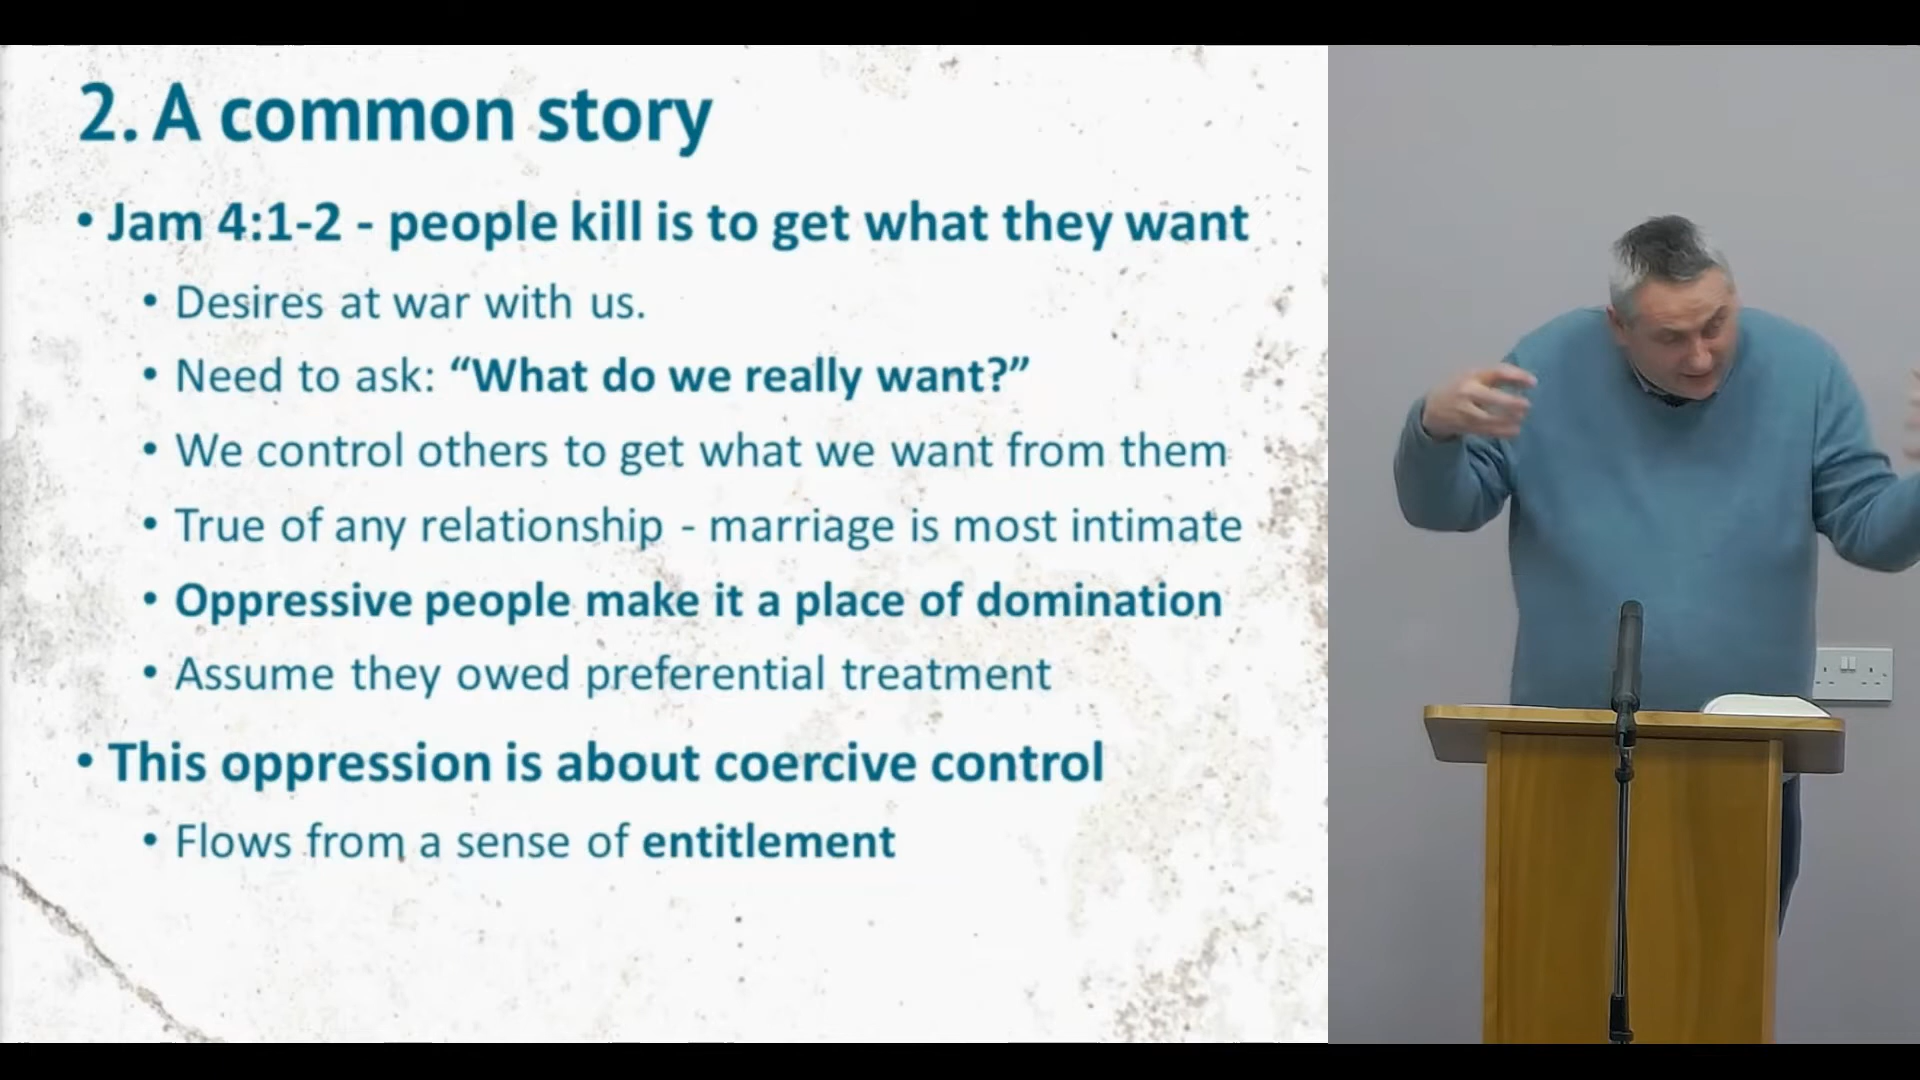 2. A common story
• Jam 4:1-2 - people kill is to get what they want
• Desires at war with us.
• Need to ask: “What do we really want?”
• We control others to get what we want from them
• True of any relationship - marriage is most intimate
• Oppressive people make it a place of domination
• Assume they owed preferential treatment
• This oppression is about coercive control
• Flows from a sense of entitlement